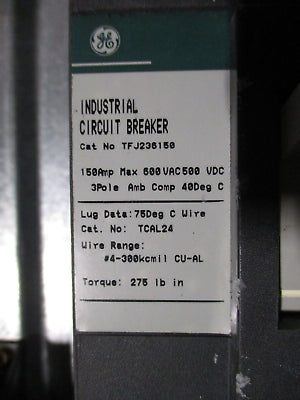 GE
INDUSTRIAL
CIRCUIT BREAKER
Cat No TFJ236150
150Amp Max 600VAC500 VDC
3Pole Amb Comp 40Deg C
Lug Data:75Deg C Wire
Cat. No: TCAL24
Wire Range:
#4-300kcmil CU-AL
Torque: 275 lb in